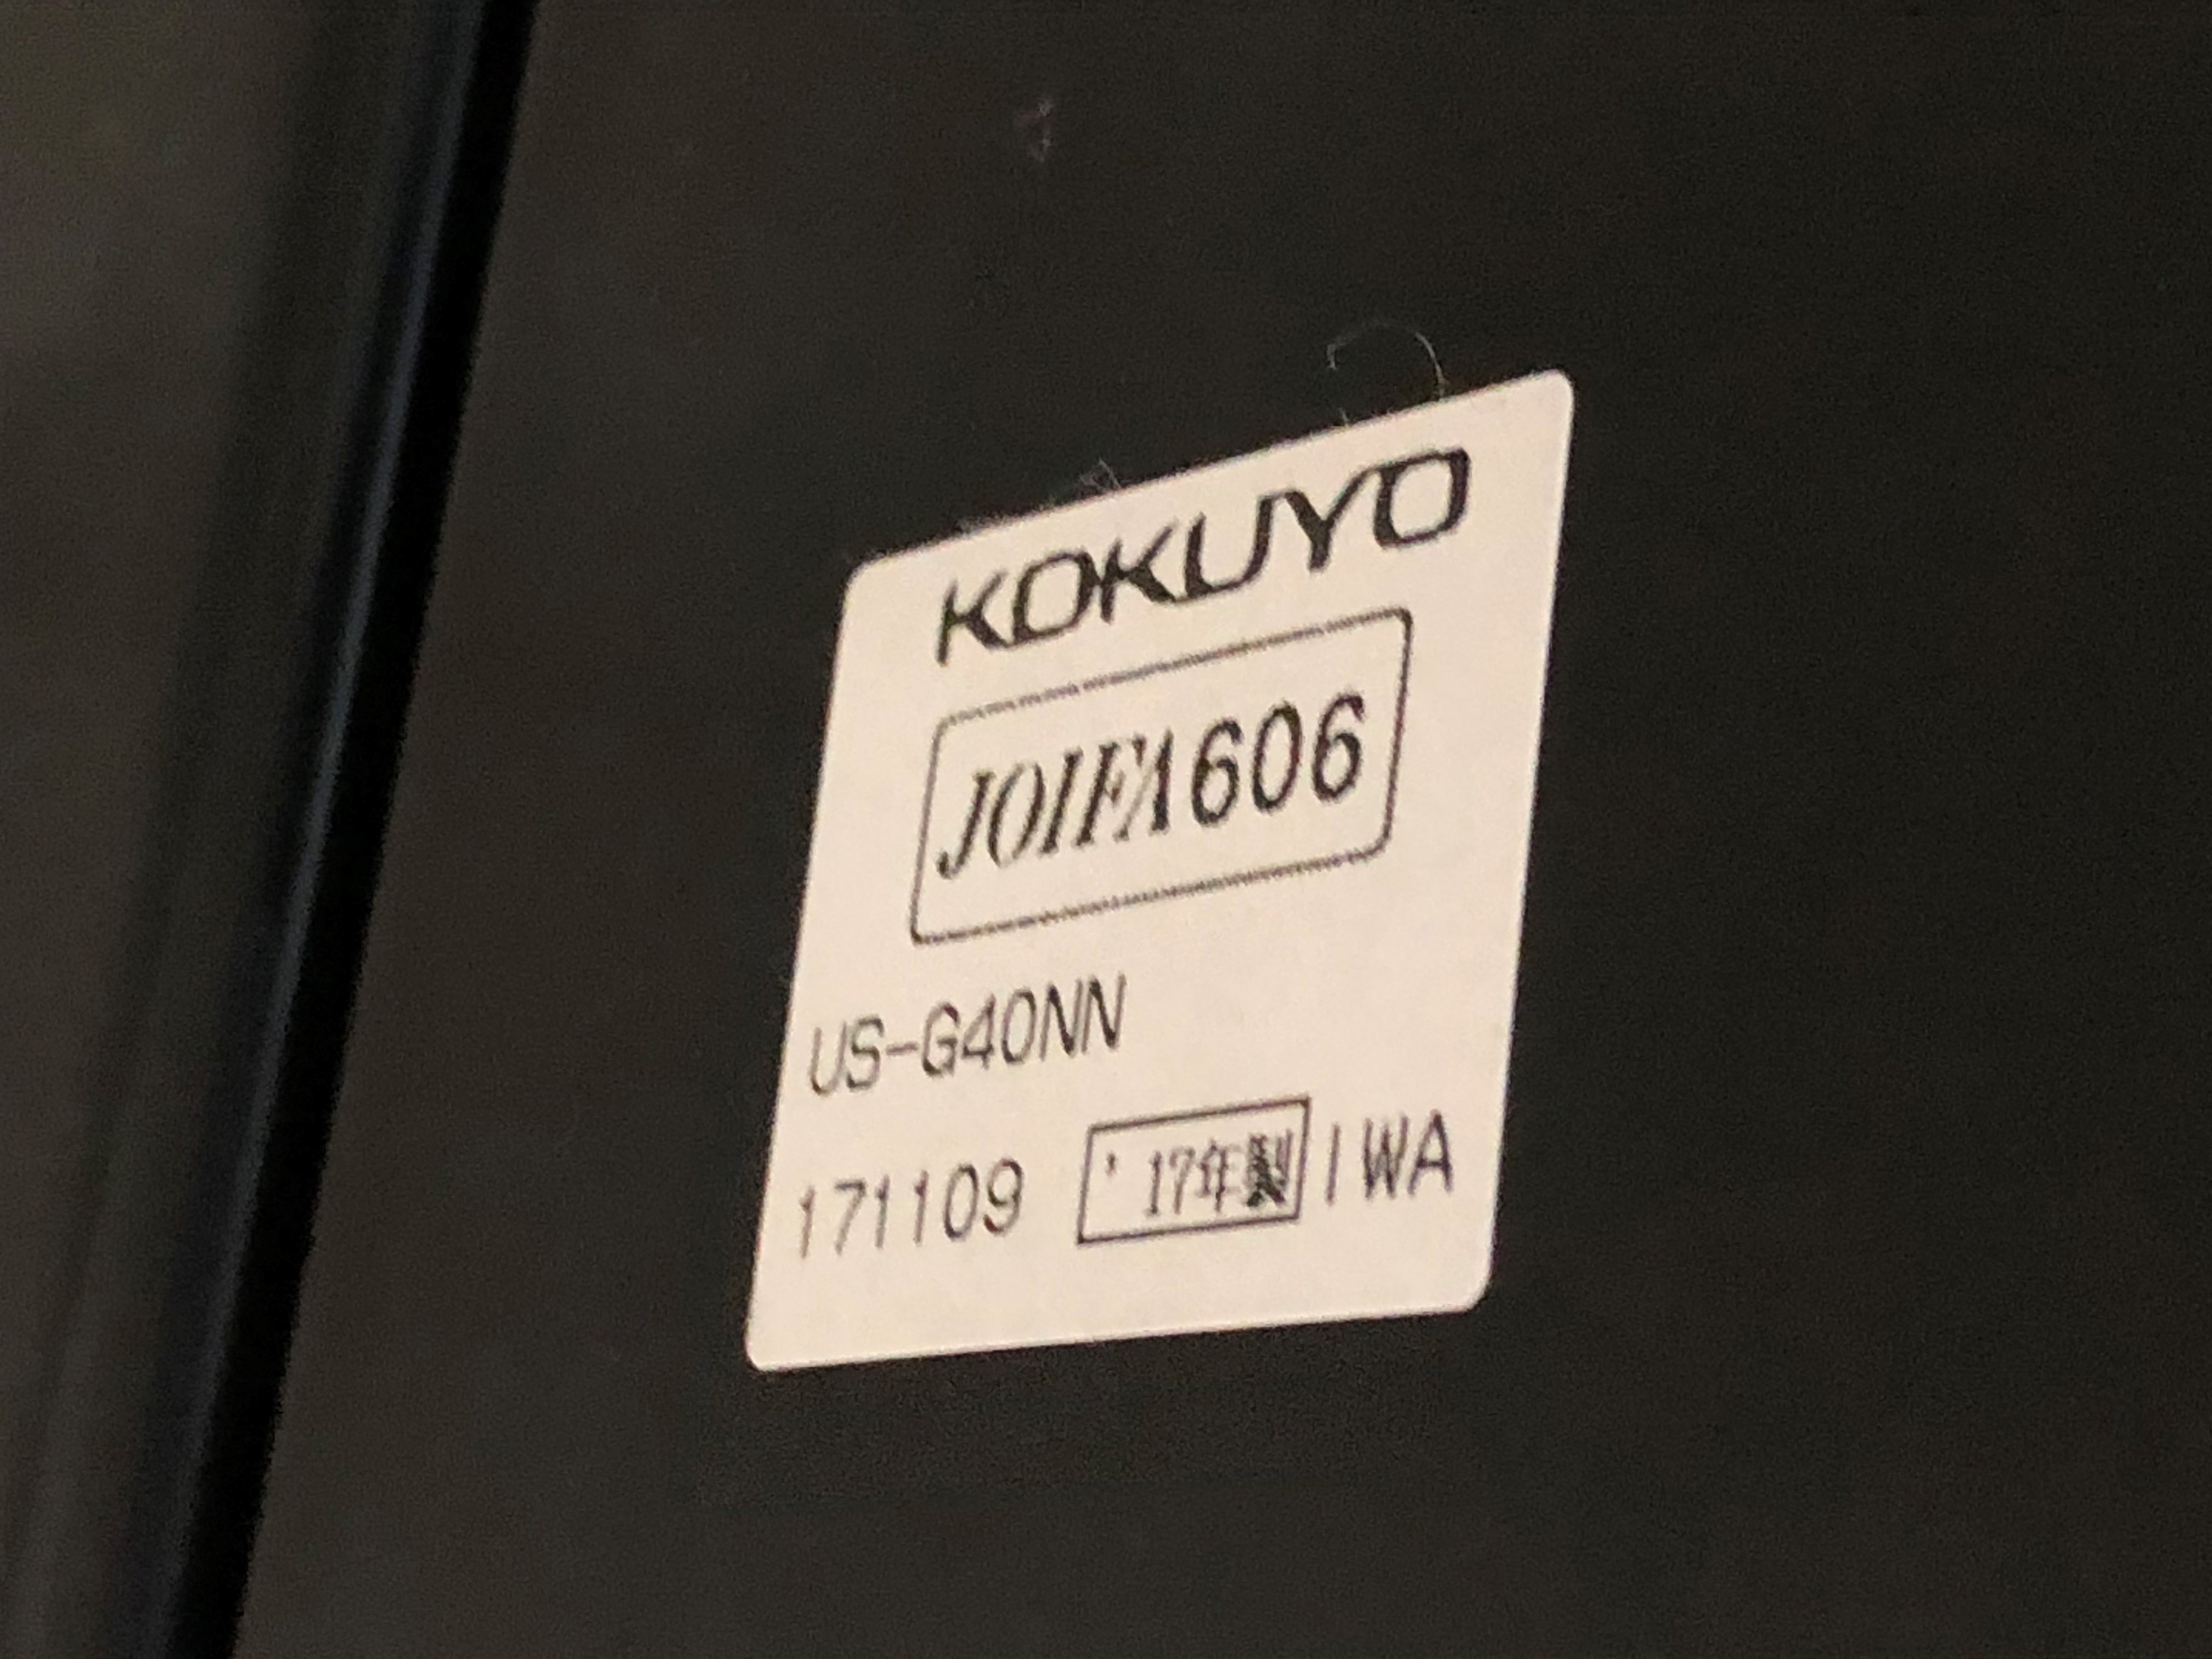 KOKUYO
JOIFA606
US-G40NN
171109 '17年製 IWA